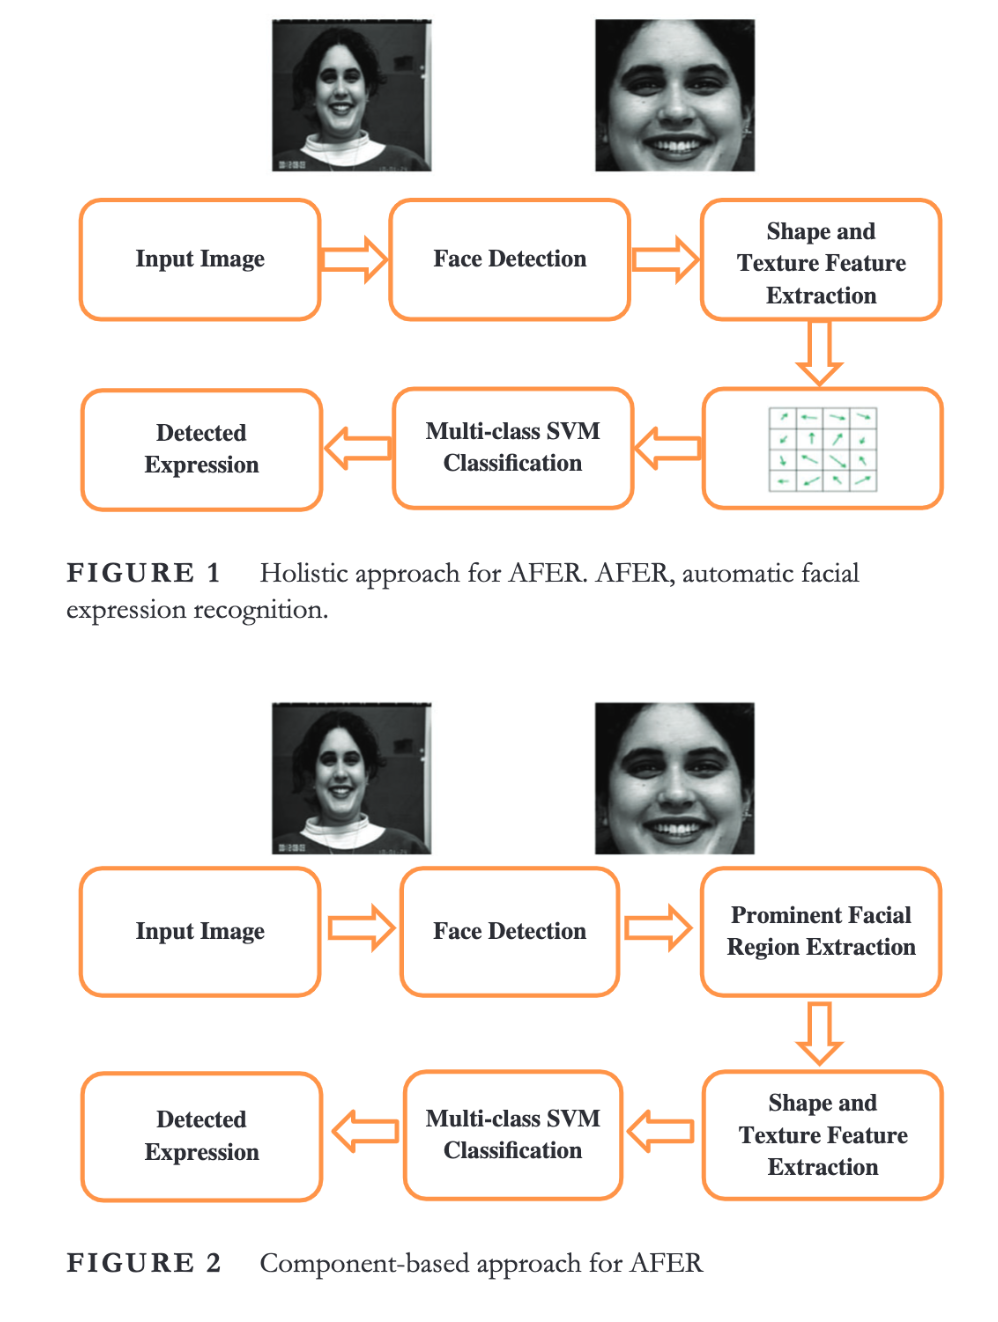 Input Image
Face Detection
Shape and
Texture Feature
Extraction
Detected
Expression
Multi-class SVM
Classification
FIGURE 1 Holistic approach for AFER. AFER, automatic facial
expression recognition.
Input Image
Face Detection
Prominent Facial
Region Extraction
Detected
Expression
Multi-class SVM
Classification
Shape and
Texture Feature
Extraction
FIGURE 2 Component-based approach for AFER